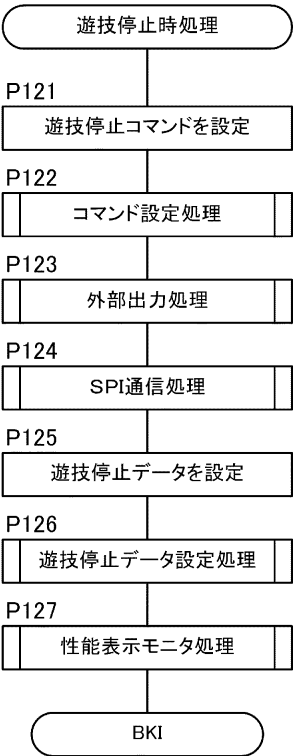 遊技停止時処理
P121
遊技停止コマンドを設定
P122
コマンド設定処理
P123
外部出力処理
P124
SPI通信処理
P125
遊技停止データを設定
P126
遊技停止データ設定処理
P127
性能表示モニタ処理
BKI